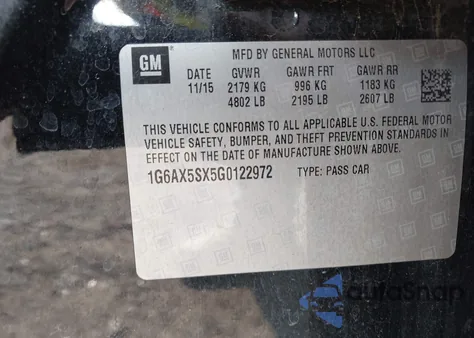 GM
MFD BY GENERAL MOTORS LLC
DATE GVWR GAWR FRT GAWR RR
11/15 2179 KG 996 KG 1183 KG
4802 LB 2195 LB 2607 LB
THIS VEHICLE CONFORMS TO ALL APPLICABLE U.S. FEDERAL MOTOR
VEHICLE SAFETY, BUMPER, AND THEFT PREVENTION STANDARDS IN
EFFECT ON THE DATE OF MANUFACTURE SHOWN ABOVE.
1G6AX5SX5G0122972 TYPE: PASS CAR
autoSnap